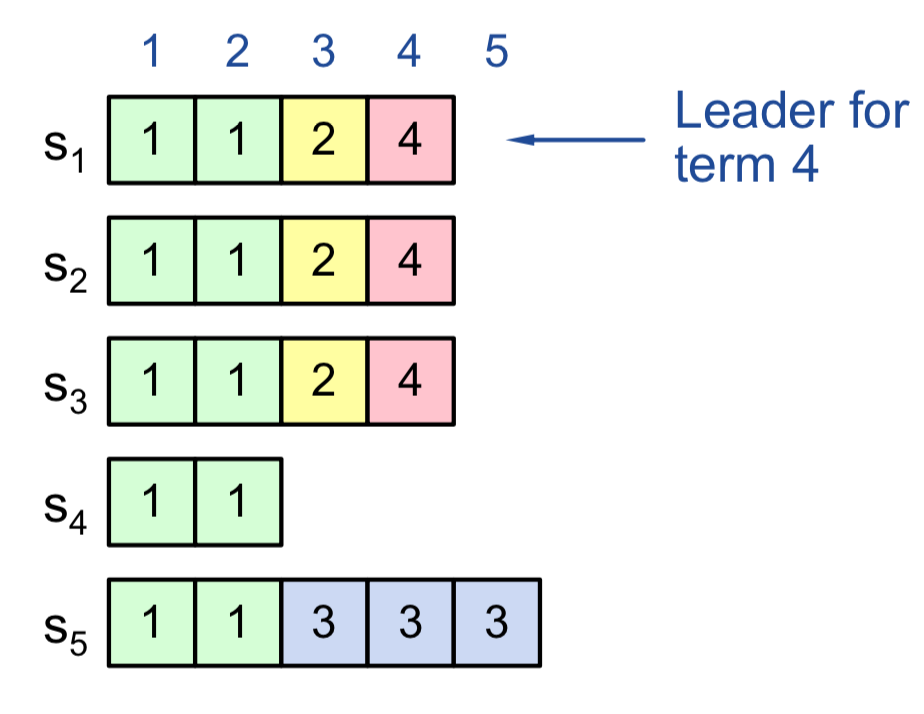 1 2 3 4 5
s1 1 1 2 4
Leader for
term 4
s2 1 1 2 4
s3 1 1 2 4
s4 1 1
s5 1 1 3 3 3